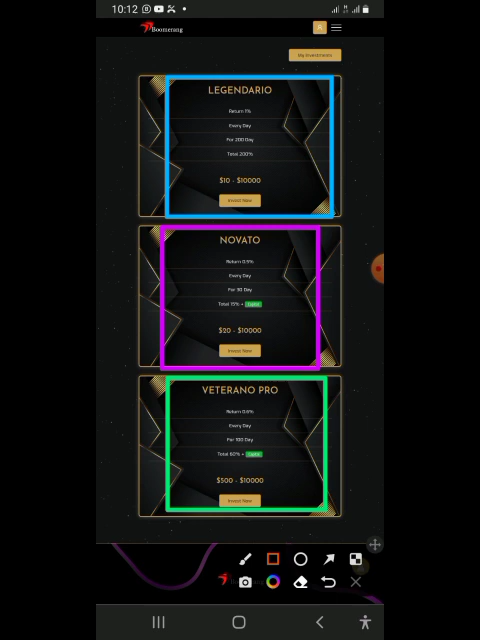 10:12
Boomerang
My Investments
LEGENDARIO
Return 1%
Every Day
For 200 Day
Total 200%
$10 - $10000
Invest Now
NOVATO
Return 0.5%
Every Day
For 30 Day
Total 15% + Capital
$20 - $10000
Invest Now
VETERANO PRO
Return 0.6%
Every Day
For 100 Day
Total 60% + Capital
$500 - $10000
Invest Now